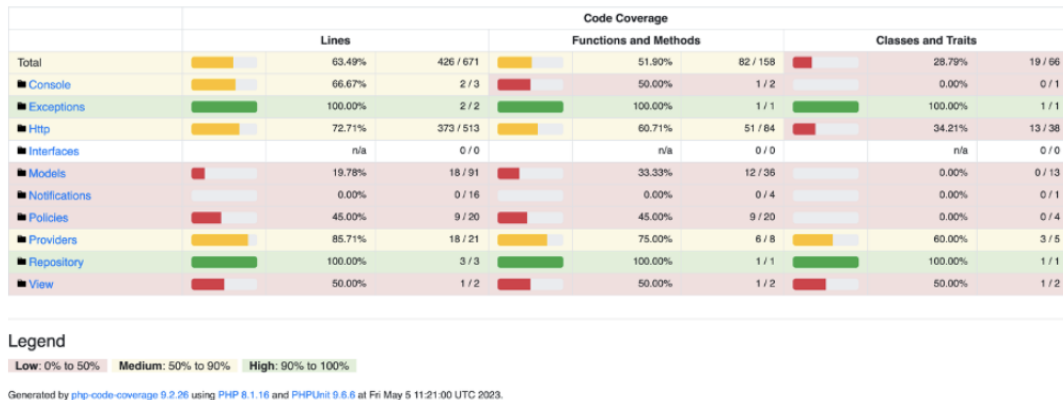 Code Coverage
Lines Functions and Methods Classes and Traits
Total 63.49% 426 / 671 51.90% 82 / 158 28.79% 19 / 66
Console 66.67% 2 / 3 50.00% 1 / 2 0.00% 0 / 1
Exceptions 100.00% 2 / 2 100.00% 1 / 1 100.00% 1 / 1
Http 72.71% 373 / 513 60.71% 51 / 84 34.21% 13 / 38
Interfaces n/a 0 / 0 n/a 0 / 0 n/a 0 / 0
Models 19.78% 18 / 91 33.33% 12 / 36 0.00% 0 / 13
Notifications 0.00% 0 / 16 0.00% 0 / 4 0.00% 0 / 1
Policies 45.00% 9 / 20 45.00% 9 / 20 0.00% 0 / 4
Providers 85.71% 18 / 21 75.00% 6 / 8 60.00% 3 / 5
Repository 100.00% 3 / 3 100.00% 1 / 1 100.00% 1 / 1
View 50.00% 1 / 2 50.00% 1 / 2 50.00% 1 / 2
Legend
Low: 0% to 50% Medium: 50% to 90% High: 90% to 100%
Generated by php-code-coverage 9.2.26 using PHP 8.1.16 and PHPUnit 9.6.6 at Fri May 5 11:21:00 UTC 2023.